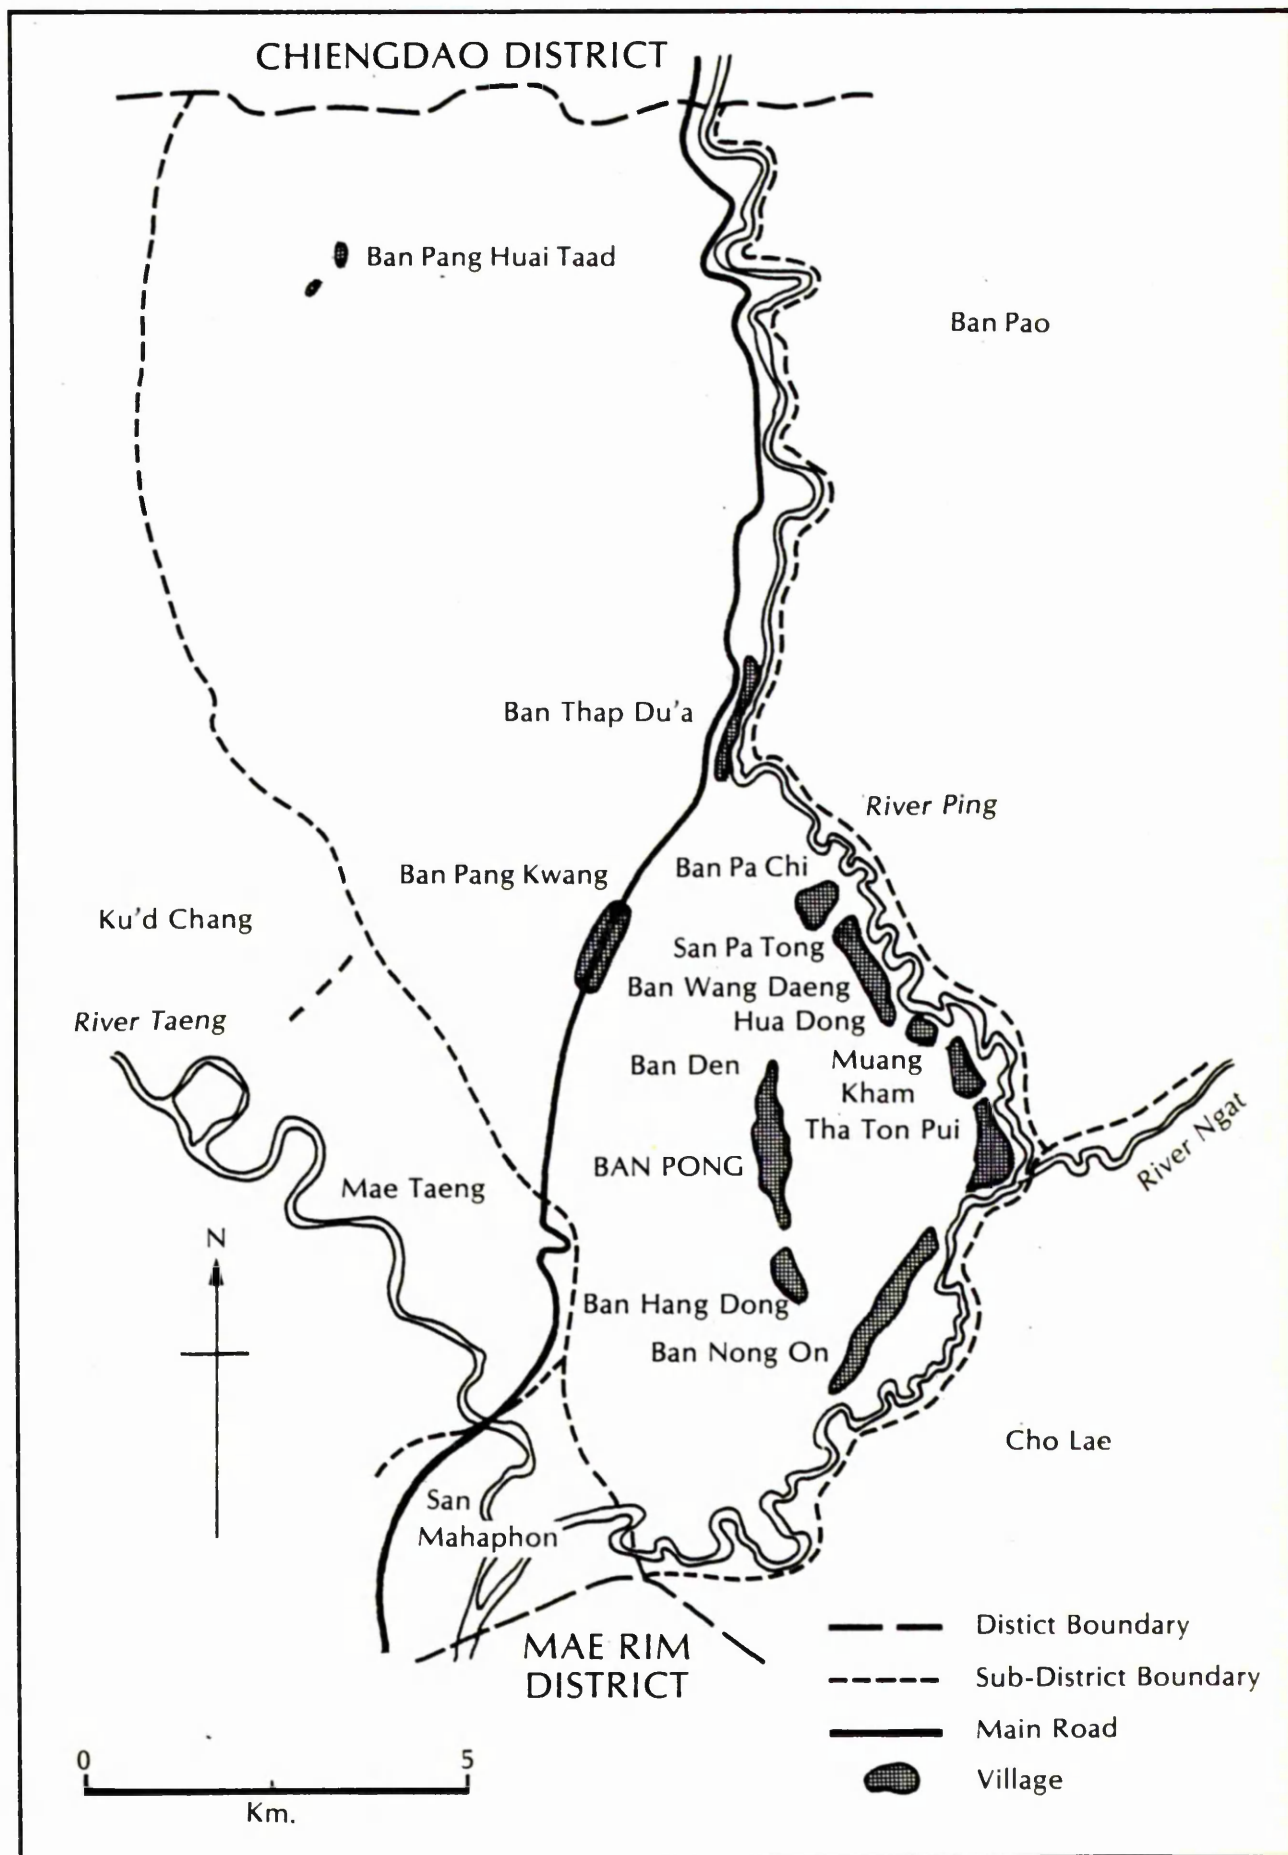 CHIENGDAO DISTRICT
Ban Pang Huai Taad
Ban Pao
Ban Thap Du'a
River Ping
Ban Pang Kwang
Ban Pa Chi
Ku'd Chang
San Pa Tong
Ban Wang Daeng
River Taeng
Hua Dong
Ban Den
Muang
Kham
Tha Ton Pui
BAN PONG
River Ngat
Mae Taeng
N
Ban Hang Dong
Ban Nong On
Cho Lae
San
Mahaphon
MAE RIM
DISTRICT
Distict Boundary
Sub-District Boundary
Main Road
Village
0 5
Km.